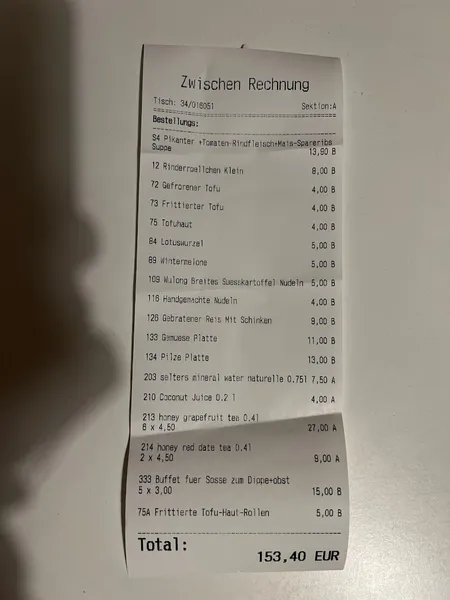 Zwischen Rechnung
Tisch: 34/018051 Sektion:A
Bestellungs:
S4 Pikanter +Tomaten-Rindfleisch+Mais-Spareribs
Suppe 13,90 B
12 Rinderroellchen Klein 8,00 B
72 Gefrorener Tofu 4,00 B
73 Frittierter Tofu 4,00 B
75 Tofuhaut 4,00 B
84 Lotuswurzel 5,00 B
89 Wintermelone 5,00 B
109 Wulong Breites Suesskartoffel Nudeln 5,00 B
116 Handgemachte Nudeln 4,00 B
126 Gebratener Reis Mit Schinken 9,00 B
133 Gemuese Platte 11,00 B
134 Pilze Platte 13,00 B
203 selters mineral water naturelle 0.75l 7,50 A
210 Coconut Juice 0.2 l 4,00 A
213 honey grapefruit tea 0.4l
6 x 4,50 27,00 A
214 honey red date tea 0.4l
2 x 4,50 9,00 A
333 Buffet fuer Sosse zum Dippe+obst
5 x 3,00 15,00 B
75A Frittierte Tofu-Haut-Rollen 5,00 B
Total: 153,40 EUR